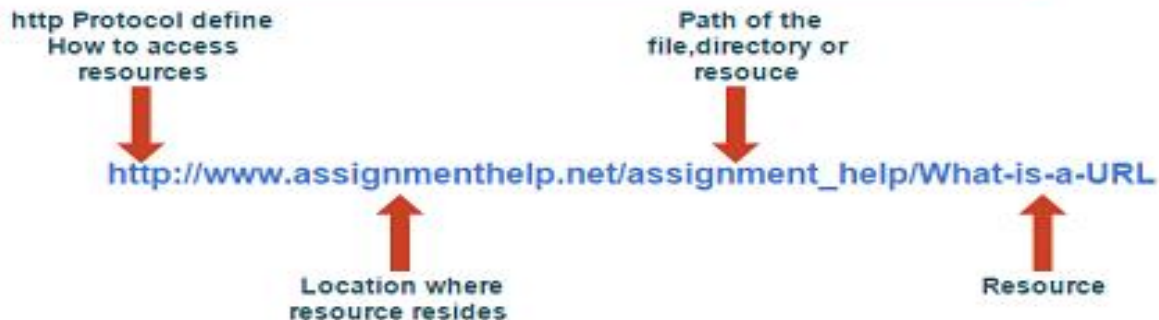 http Protocol define
How to access
resources
Path of the
file,directory or
resouce
http://www.assignmenthelp.net/assignment_help/What-is-a-URL
Location where
resource resides
Resource